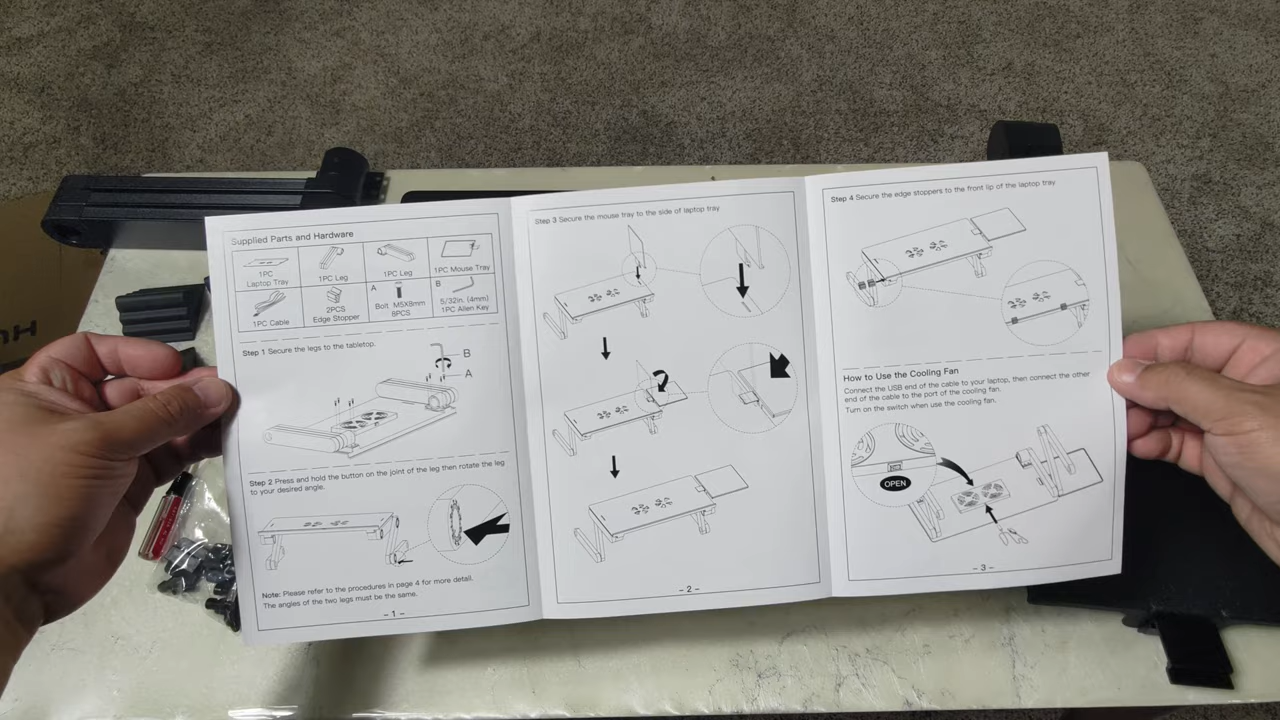 Supplied Parts and Hardware
1PC
Laptop Tray
1PC Leg
1PC Leg
1PC Mouse Tray
1PC Cable
2PCS
Edge Stopper
A
Bolt M5X8mm
8PCS
B
5/32in. (4mm)
1PC Allen Key
Step 1 Secure the legs to the tabletop.
B
A
Step 2 Press and hold the button on the joint of the leg then rotate the leg
to your desired angle.
Note: Please refer to the procedures in page 4 for more detail.
The angles of the two legs must be the same.
- 1 -
Step 3 Secure the mouse tray to the side of laptop tray
- 2 -
Step 4 Secure the edge stoppers to the front lip of the laptop tray
How to Use the Cooling Fan
Connect the USB end of the cable to your laptop, then connect the other
end of the cable to the port of the cooling fan.
Turn on the switch when use the cooling fan.
OPEN
- 3 -